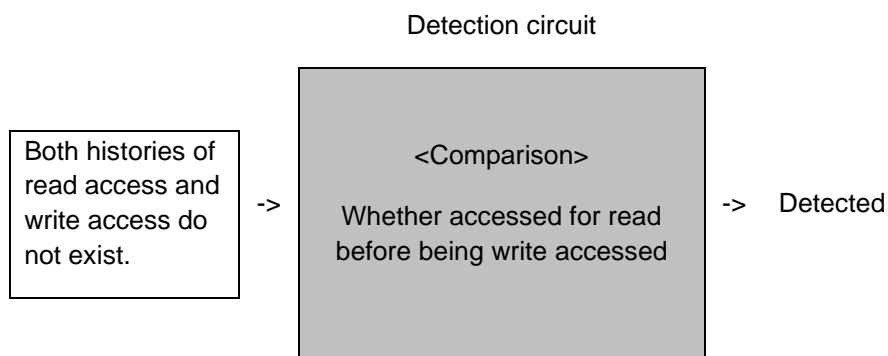 Detection circuit
Both histories of
read access and
write access do
not exist.
->
<Comparison>
Whether accessed for read
before being write accessed
->
Detected